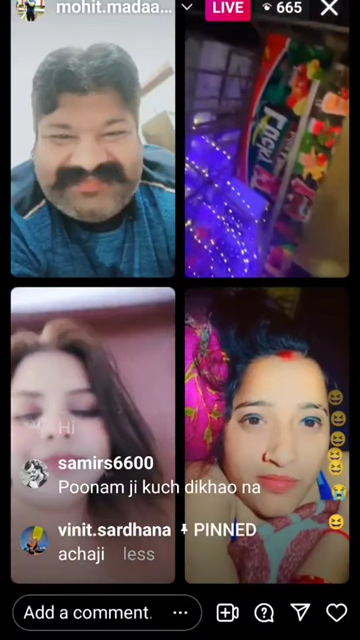 mohit.madaa...
LIVE
665
Hi
samirs6600
Poonam ji kuch dikhao na
vinit.sardhana PINNED
achaji less
Add a comment.